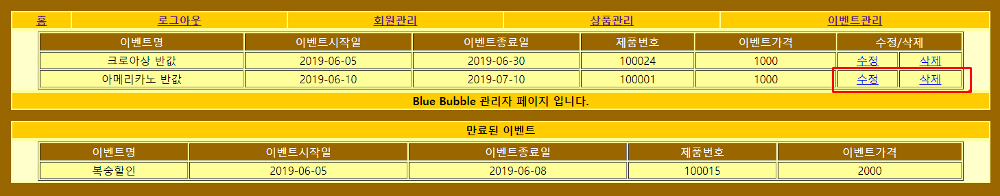 홈 로그아웃 회원관리 상품관리 이벤트관리
이벤트명 이벤트시작일 이벤트종료일 제품번호 이벤트가격 수정/삭제
크로아상 반값 2019-06-05 2019-06-30 100024 1000 수정 삭제
아메리카노 반값 2019-06-10 2019-07-10 100001 1000 수정 삭제
Blue Bubble 관리자 페이지 입니다.
만료된 이벤트
이벤트명 이벤트시작일 이벤트종료일 제품번호 이벤트가격
복숭할인 2019-06-05 2019-06-08 100015 2000